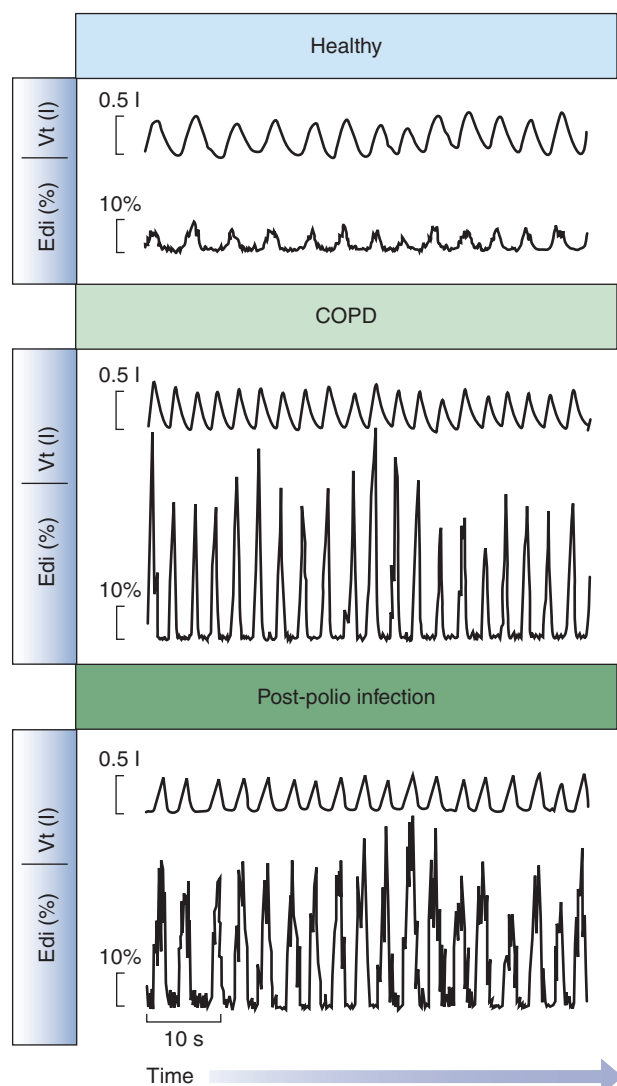 Healthy
0.5 l
Vt (l)
10%
Edi (%)
COPD
0.5 l
Vt (l)
10%
Edi (%)
Post-polio infection
0.5 l
Vt (l)
10%
Edi (%)
10 s
Time